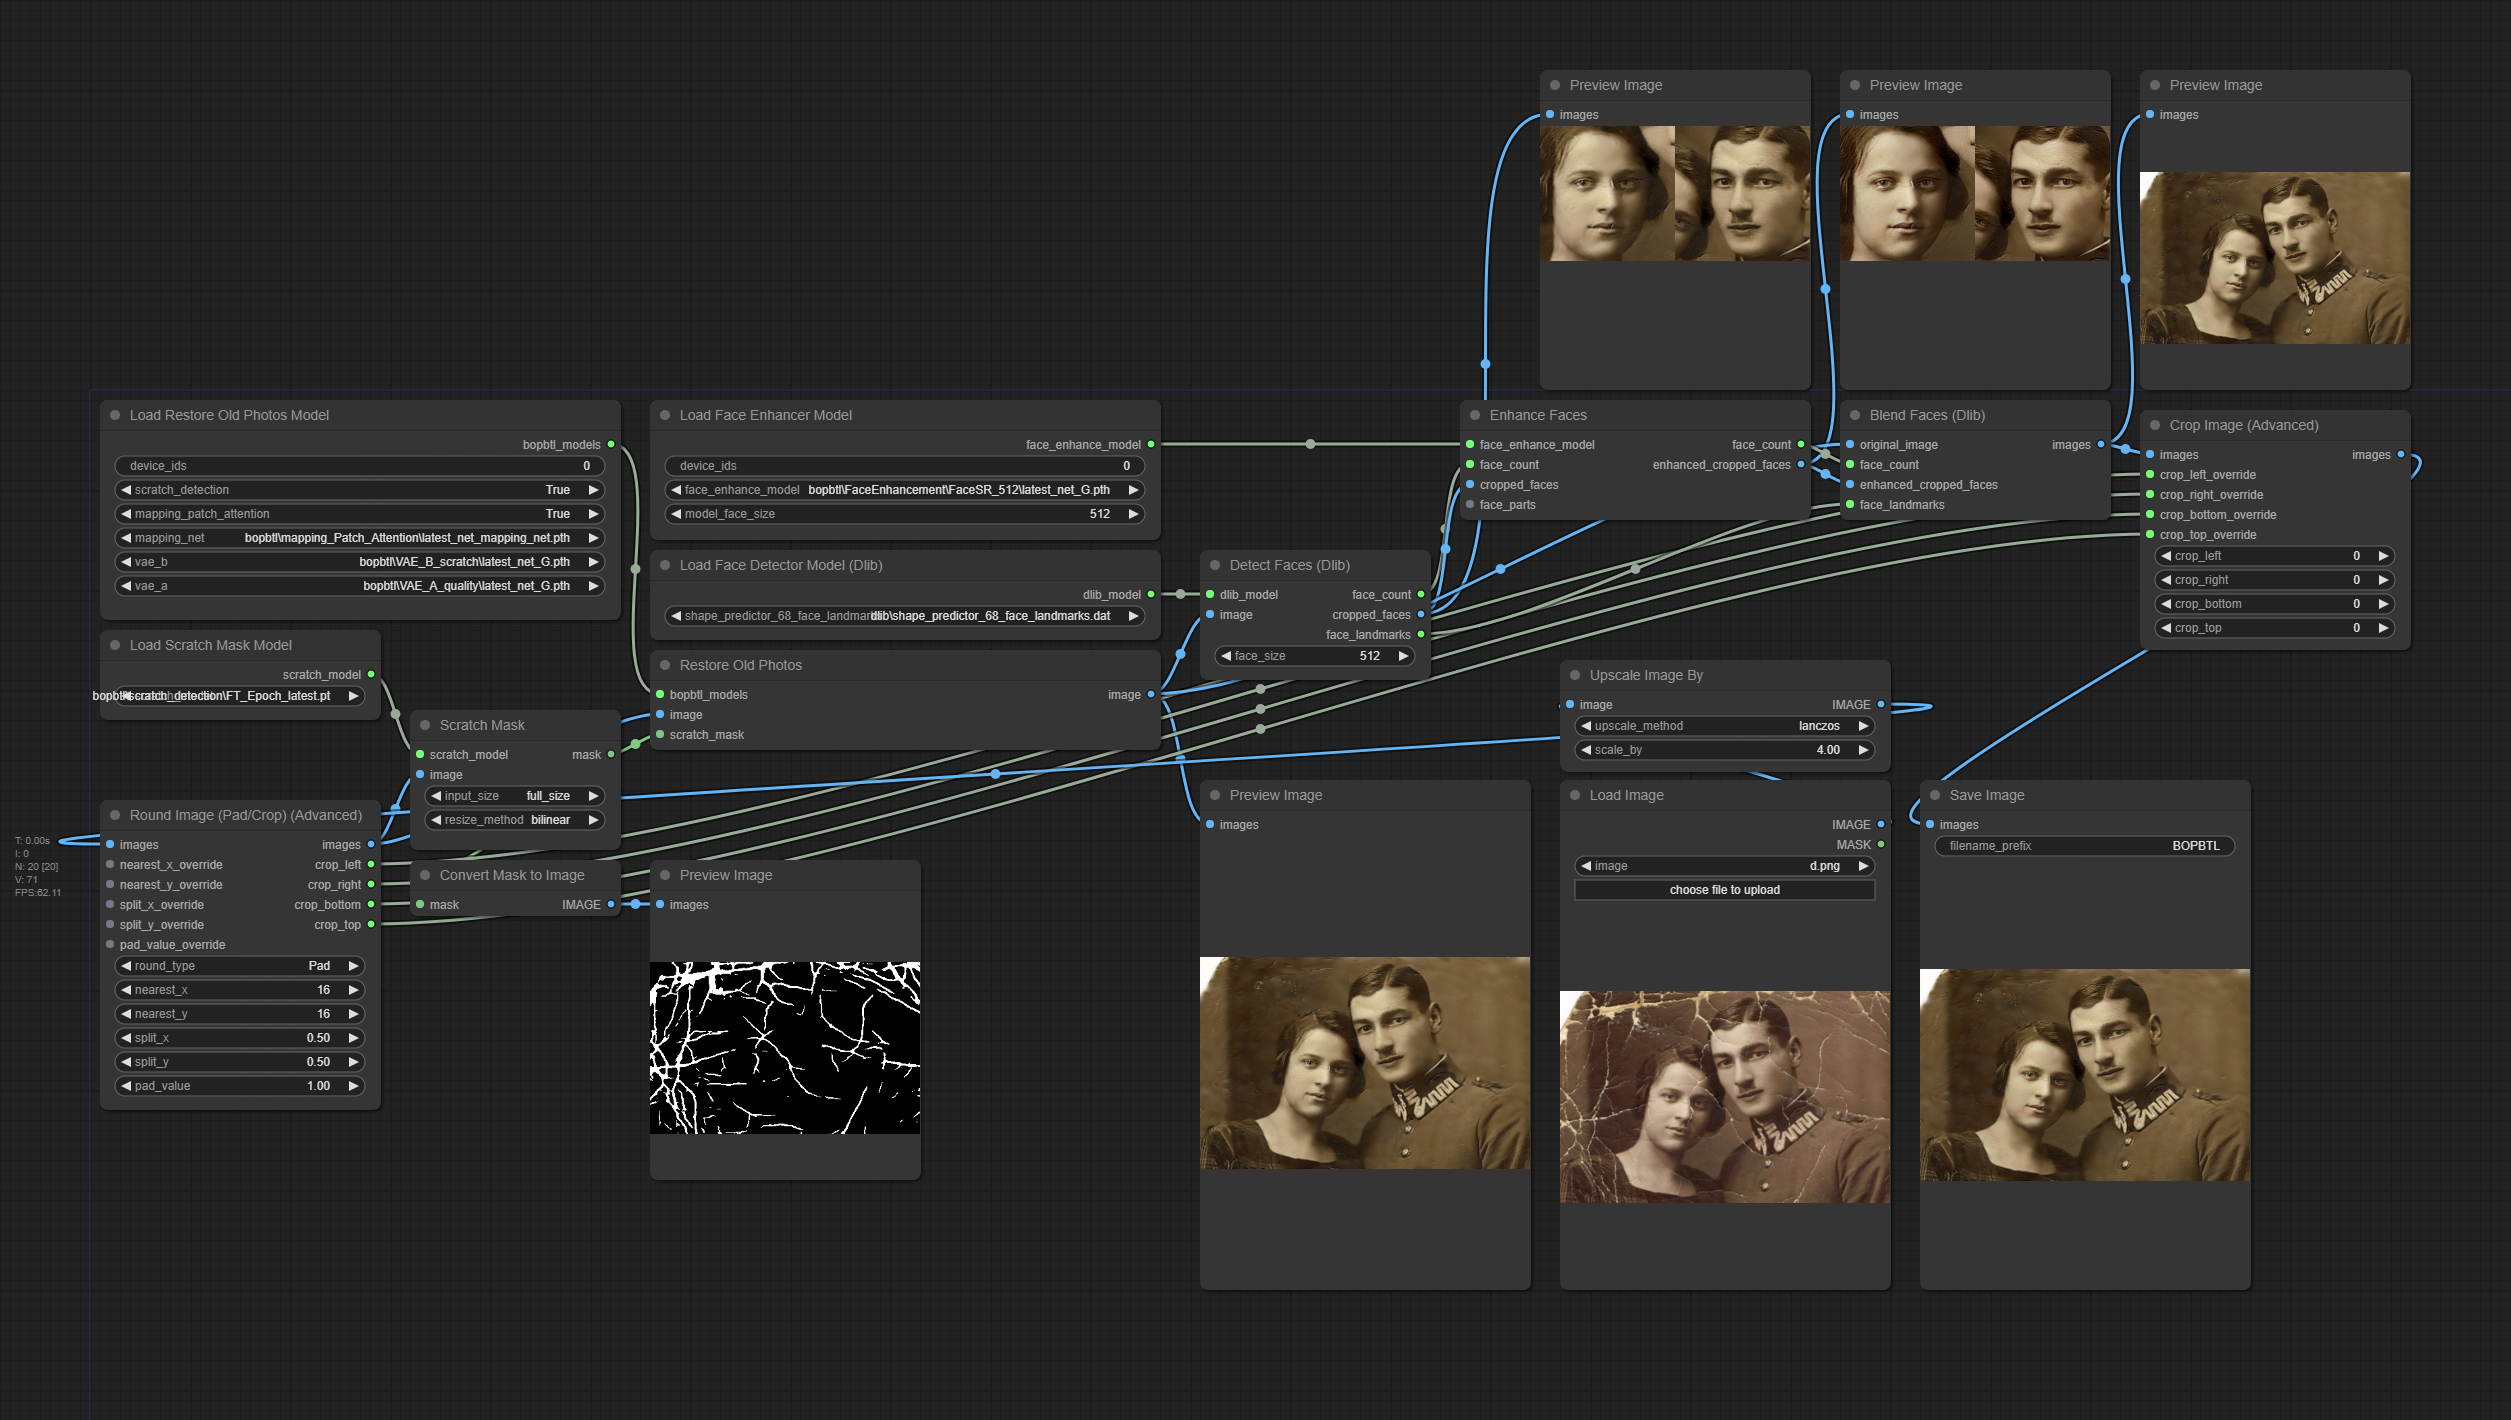 Preview Image
images
Preview Image
images
Preview Image
images
Load Restore Old Photos Model
bopbtl_models
device_ids 0
scratch_detection True
mapping_patch_attention True
mapping_net bopbtl\mapping_Patch_Attention\latest_net_mapping_net.pth
vae_b bopbtl\VAE_B_scratch\latest_net_G.pth
vae_a bopbtl\VAE_A_quality\latest_net_G.pth
Load Face Enhancer Model
face_enhance_model
device_ids 0
face_enhance_model bopbtl\FaceEnhancement\FaceSR_512\latest_net_G.pth
model_face_size 512
Enhance Faces
face_enhance_model face_count
face_count enhanced_cropped_faces
cropped_faces
face_parts
Blend Faces (Dlib)
original_image images
face_count
enhanced_cropped_faces
face_landmarks
Crop Image (Advanced)
images images
crop_left_override
crop_right_override
crop_bottom_override
crop_top_override
crop_left 0
crop_right 0
crop_bottom 0
crop_top 0
Load Face Detector Model (Dlib)
dlib_model
shape_predictor_68_face_landmar dlib\shape_predictor_68_face_landmarks.dat
Detect Faces (Dlib)
dlib_model face_count
image cropped_faces
face_landmarks
face_size 512
Load Scratch Mask Model
scratch_model
scratch_detection\FT_Epoch_latest.pt
Restore Old Photos
bopbtl_models image
image
scratch_mask
Scratch Mask
scratch_model mask
image
input_size full_size
resize_method bilinear
Upscale Image By
image IMAGE
upscale_method lanczos
scale_by 4.00
T: 0.00s
I: 0
N: 20 [20]
V: 71
FPS:62.11
Round Image (Pad/Crop) (Advanced)
images images
nearest_x_override crop_left
nearest_y_override crop_right
split_x_override crop_bottom
split_y_override crop_top
pad_value_override
round_type Pad
nearest_x 16
nearest_y 16
split_x 0.50
split_y 0.50
pad_value 1.00
Convert Mask to Image
mask IMAGE
Preview Image
images
Preview Image
images
Load Image
IMAGE
MASK
image d.png
choose file to upload
Save Image
images
filename_prefix BOPBTL